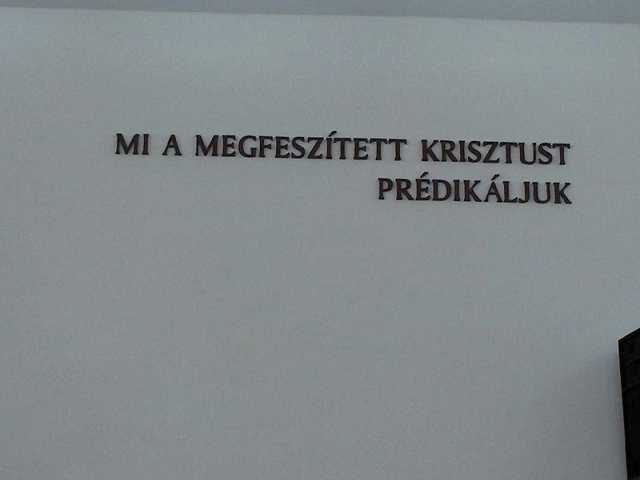 MI A MEGFESZÍTETT KRISZTUST
PRÉDIKÁLJUK